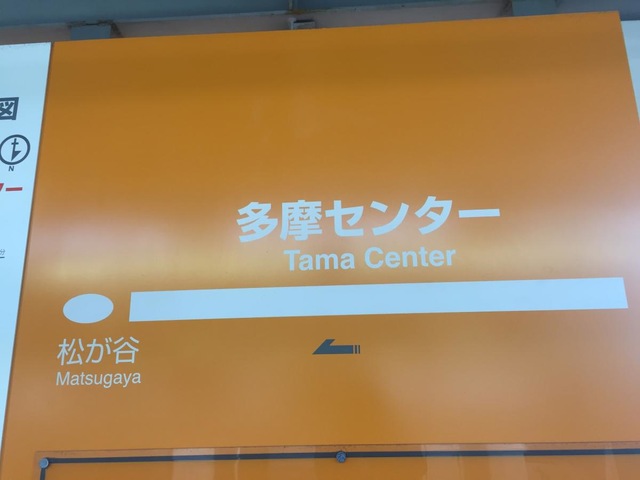 図
N
多摩センター
Tama Center
松が谷
Matsugaya